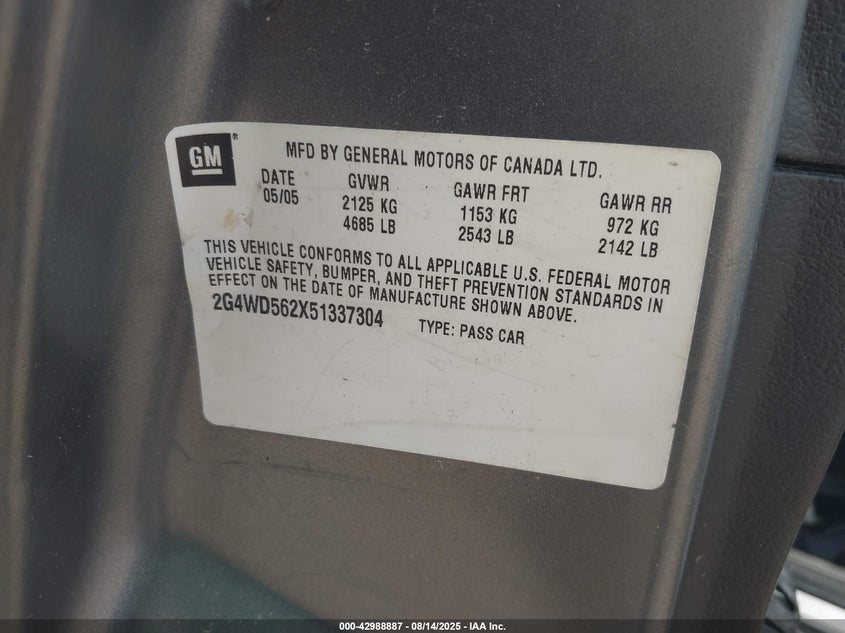 GM®
MFD BY GENERAL MOTORS OF CANADA LTD.
DATE GVWR GAWR FRT GAWR RR
05/05 2125 KG 1153 KG 972 KG
4685 LB 2543 LB 2142 LB
THIS VEHICLE CONFORMS TO ALL APPLICABLE U.S. FEDERAL MOTOR
VEHICLE SAFETY, BUMPER, AND THEFT PREVENTION STANDARDS IN
EFFECT ON THE DATE OF MANUFACTURE SHOWN ABOVE.
2G4WD562X51337304 TYPE: PASS CAR
000-42988887 - 08/14/2025 - IAA Inc.